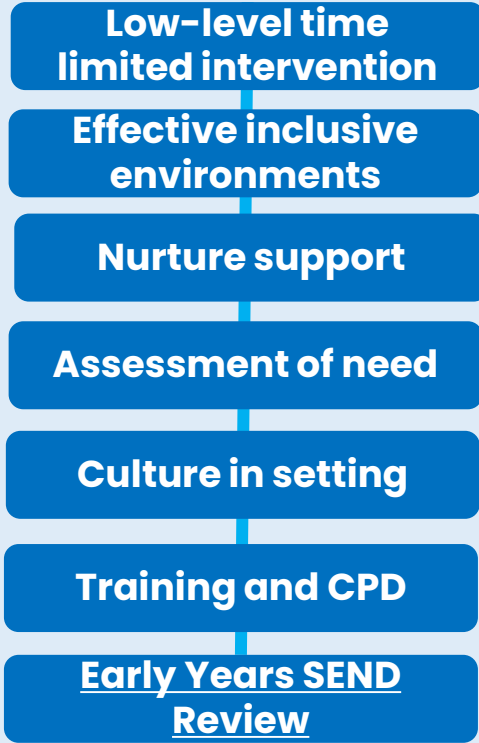 Low-level time
limited intervention
Effective inclusive
environments
Nurture support
Assessment of need
Culture in setting
Training and CPD
Early Years SEND
Review